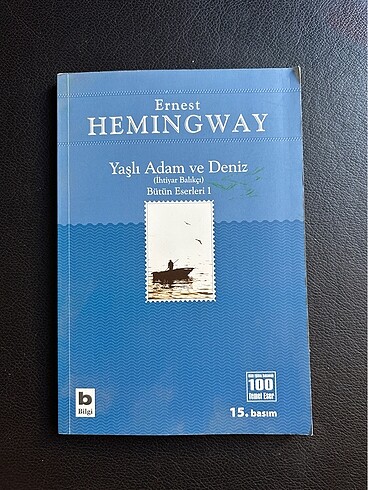 Ernest
HEMINGWAY
Yaşlı Adam ve Deniz
(İhtiyar Balıkçı)
Bütün Eserleri 1
b
Bilgi
100
Temel Eser
15. basım